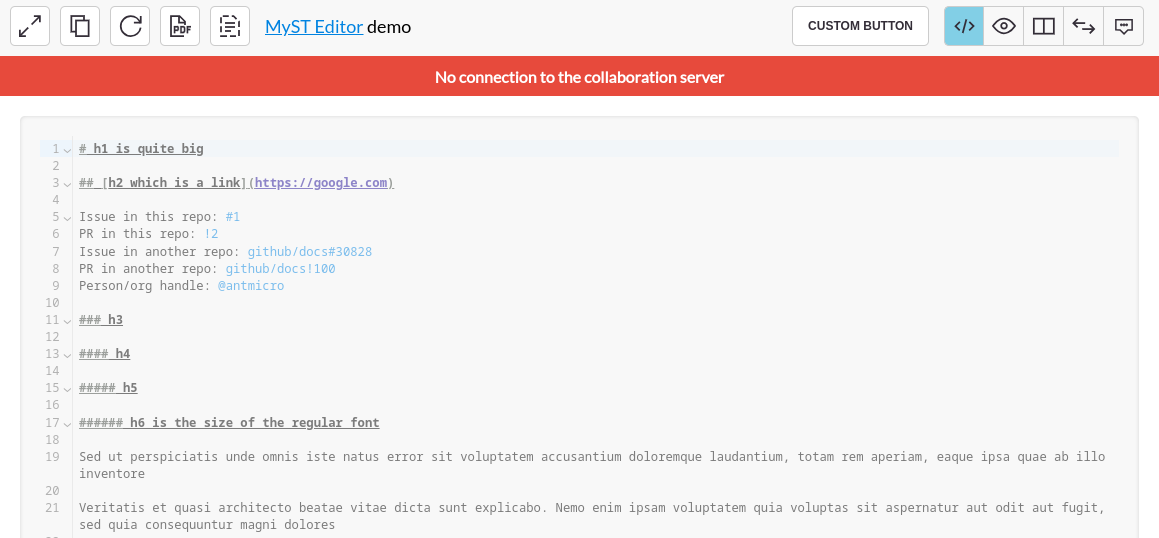 PDF
MyST Editor demo
CUSTOM BUTTON
No connection to the collaboration server
1 # h1 is quite big
2
3 ## [h2 which is a link](https://google.com)
4
5 Issue in this repo: #1
6 PR in this repo: !2
7 Issue in another repo: github/docs#30828
8 PR in another repo: github/docs!100
9 Person/org handle: @antmicro
10
11 ### h3
12
13 #### h4
14
15 ##### h5
16
17 ###### h6 is the size of the regular font
18
19 Sed ut perspiciatis unde omnis iste natus error sit voluptatem accusantium doloremque laudantium, totam rem aperiam, eaque ipsa quae ab illo
inventore
20
21 Veritatis et quasi architecto beatae vitae dicta sunt explicabo. Nemo enim ipsam voluptatem quia voluptas sit aspernatur aut odit aut fugit,
sed quia consequuntur magni dolores